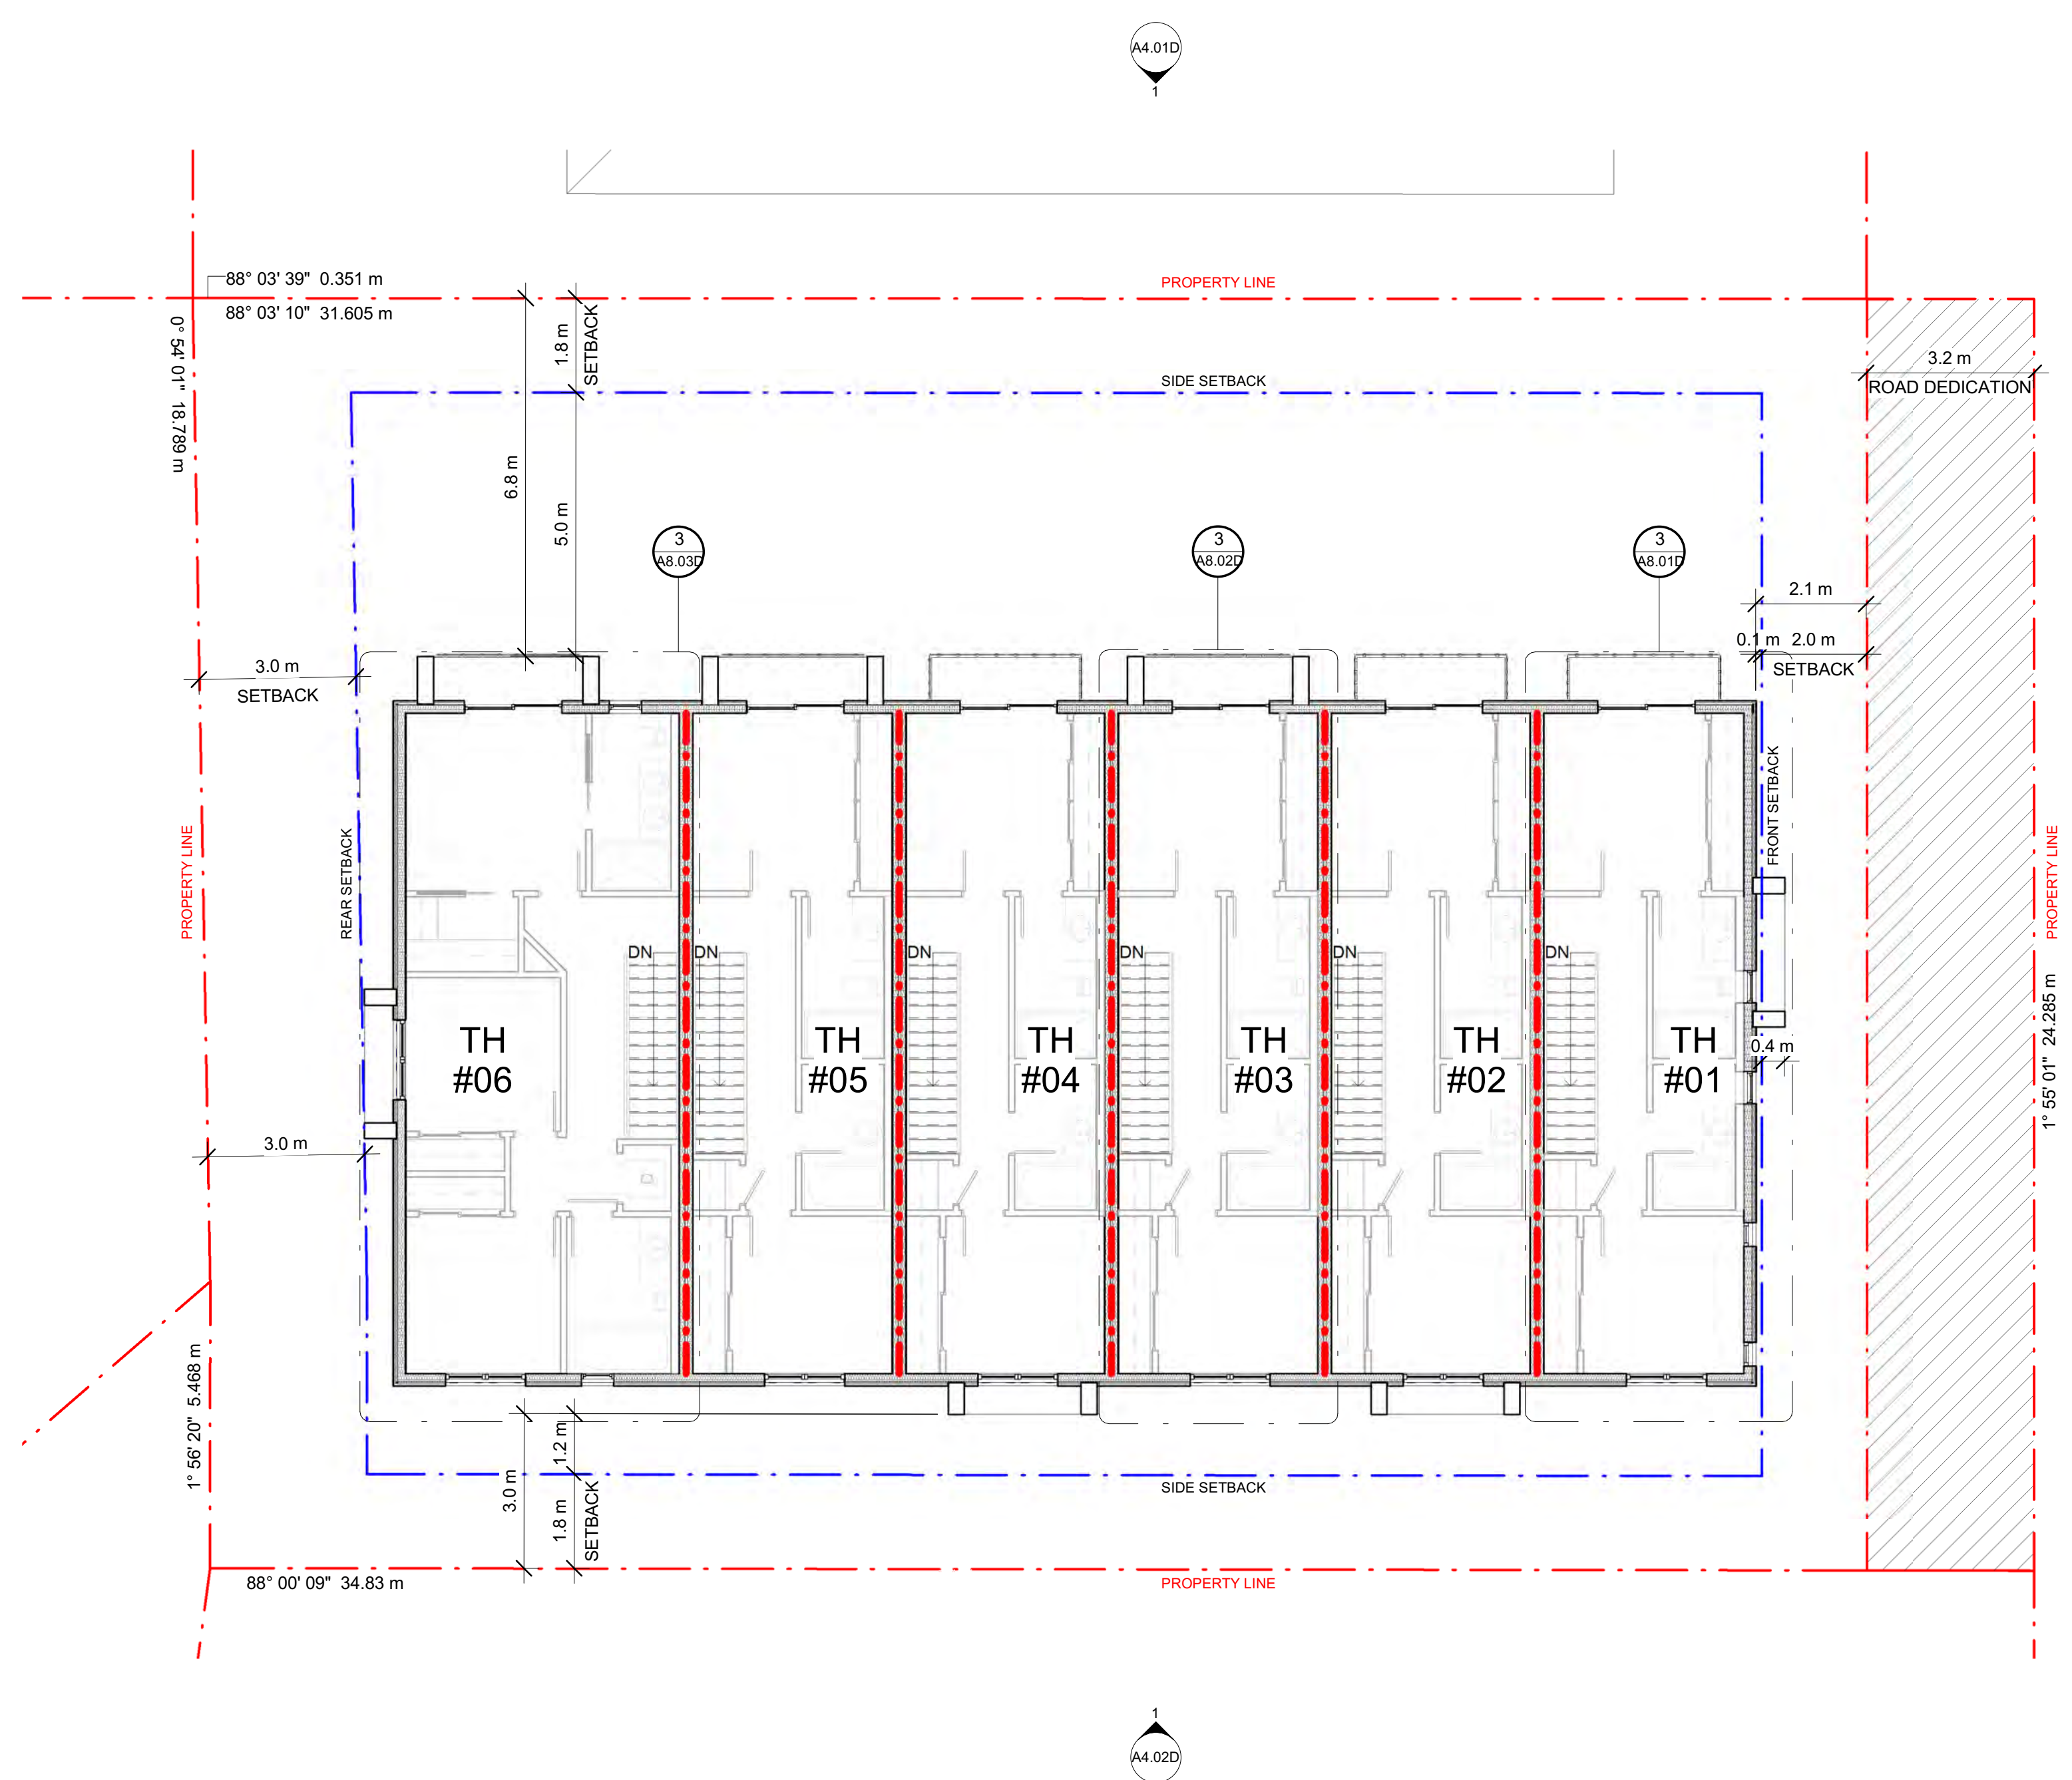 A4.01D
1
88° 03' 39" 0.351 m
88° 03' 10" 31.605 m
PROPERTY LINE
0° 54' 01" 18.789 m
1.8 m
SETBACK
SIDE SETBACK
3.2 m
ROAD DEDICATION
6.8 m
5.0 m
3
A8.03D
3
A8.02D
3
A8.01D
2.1 m
0.1 m 2.0 m
SETBACK
3.0 m
SETBACK
PROPERTY LINE
REAR SETBACK
FRONT SETBACK
PROPERTY LINE
DN
DN
DN
DN
DN
DN
TH
#06
TH
#05
TH
#04
TH
#03
TH
#02
TH
#01
0.4 m
1° 55' 01" 24.285 m
3.0 m
1° 56' 20" 5.468 m
1.2 m
3.0 m
1.8 m
SETBACK
SIDE SETBACK
88° 00' 09" 34.83 m
PROPERTY LINE
1
A4.02D